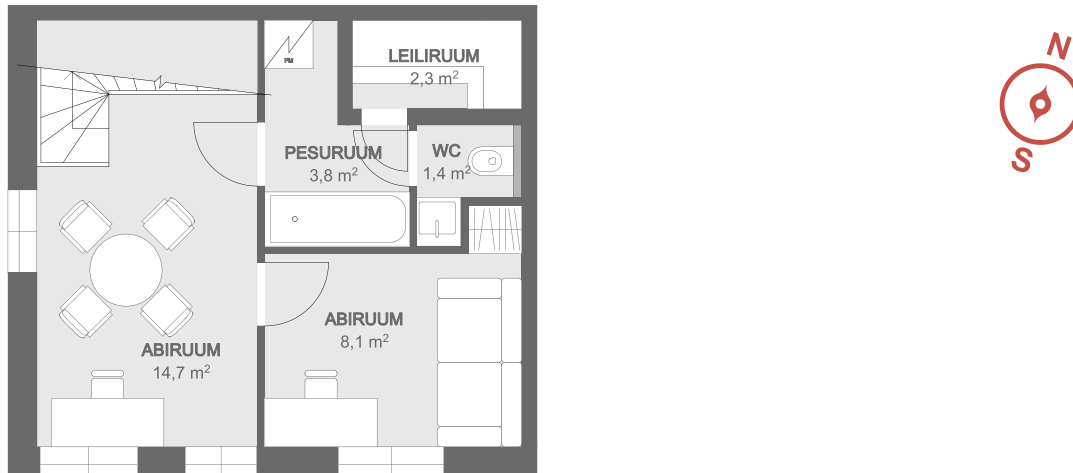 LEILIRUUM
2,3 m²
N
S
PM
PESURUUM
3,8 m²
WC
1,4 m²
ABIRUUM
8,1 m²
ABIRUUM
14,7 m²